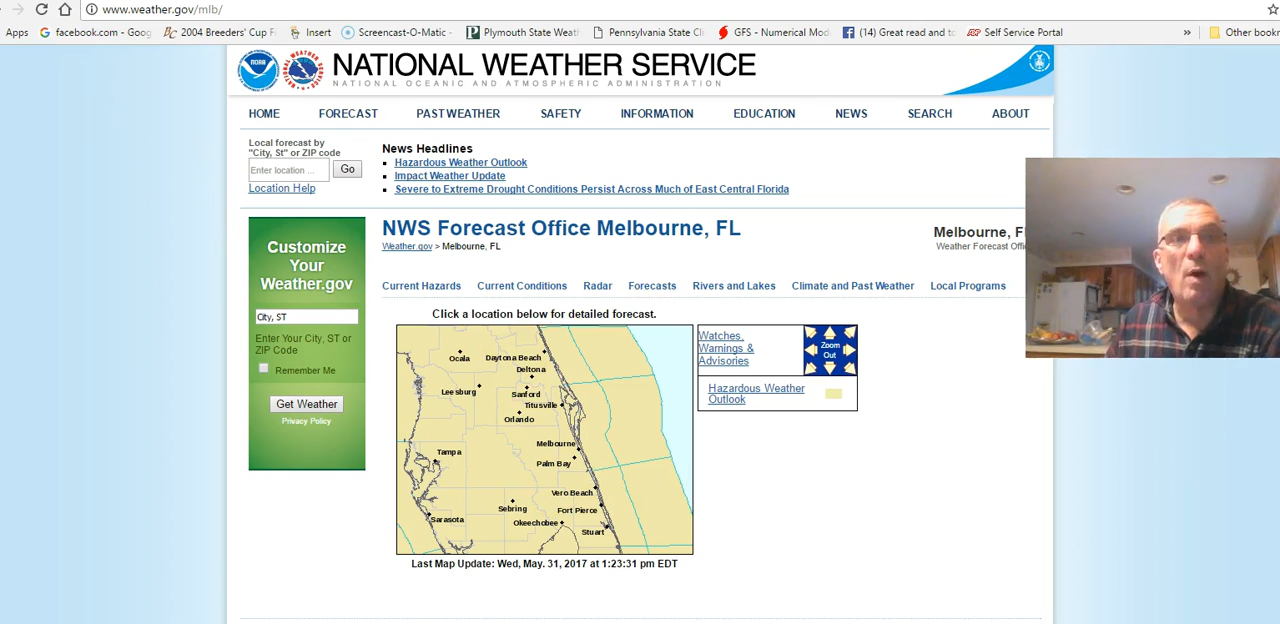 www.weather.gov/mlb/
Apps
facebook.com - Goog
2004 Breeders' Cup F
Insert
Screencast-O-Matic -
Plymouth State Weat
Pennsylvania State Cl
GFS - Numerical Mod
(14) Great read and to
Self Service Portal
»
Other bookr
NOAA
NATIONAL WEATHER SERVICE
NATIONAL OCEANIC AND ATMOSPHERIC ADMINISTRATION
HOME
FORECAST
PAST WEATHER
SAFETY
INFORMATION
EDUCATION
NEWS
SEARCH
ABOUT
Local forecast by
"City, St" or ZIP code
Enter location ...
Go
Location Help
News Headlines
Hazardous Weather Outlook
Impact Weather Update
Severe to Extreme Drought Conditions Persist Across Much of East Central Florida
Customize
Your
Weather.gov
City, ST
Enter Your City, ST or
ZIP Code
Remember Me
Get Weather
Privacy Policy
NWS Forecast Office Melbourne, FL
Weather.gov > Melbourne, FL
Melbourne, F
Weather Forecast Offi
Current Hazards
Current Conditions
Radar
Forecasts
Rivers and Lakes
Climate and Past Weather
Local Programs
Click a location below for detailed forecast.
Ocala
Daytona Beach
Deltona
Leesburg
Sanford
Titusville
Orlando
Melbourne
Tampa
Palm Bay
Vero Beach
Sebring
Fort Pierce
Sarasota
Okeechobee
Stuart
Last Map Update: Wed, May. 31, 2017 at 1:23:31 pm EDT
Watches,
Warnings &
Advisories
Zoom
Out
Hazardous Weather
Outlook